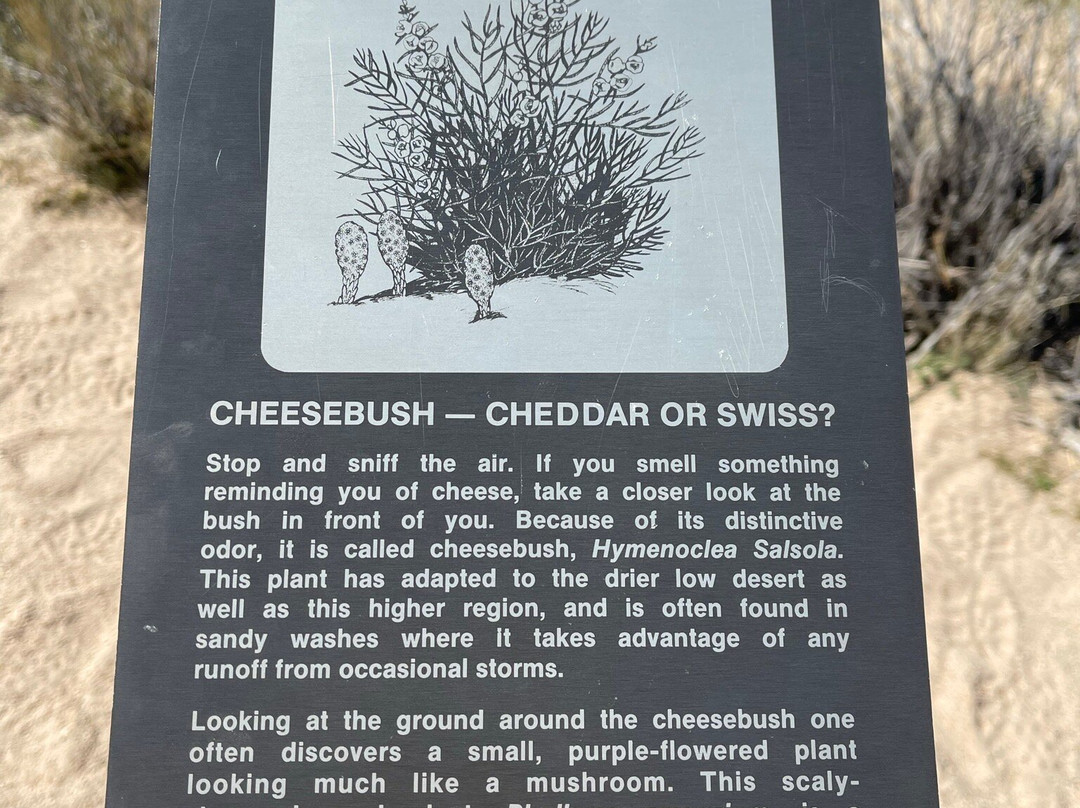 CHEESEBUSH — CHEDDAR OR SWISS?
Stop and sniff the air. If you smell something
reminding you of cheese, take a closer look at the
bush in front of you. Because of its distinctive
odor, it is called cheesebush, Hymenoclea Salsola.
This plant has adapted to the drier low desert as
well as this higher region, and is often found in
sandy washes where it takes advantage of any
runoff from occasional storms.
Looking at the ground around the cheesebush one
often discovers a small, purple-flowered plant
looking much like a mushroom. This scaly-